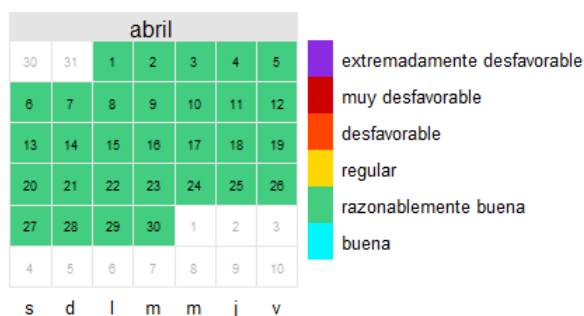 abril
30 31 1 2 3 4 5
6 7 8 9 10 11 12
13 14 15 16 17 18 19
20 21 22 23 24 25 26
27 28 29 30 1 2 3
4 5 6 7 8 9 10
s d l m m j v
extremadamente desfavorable
muy desfavorable
desfavorable
regular
razonablemente buena
buena